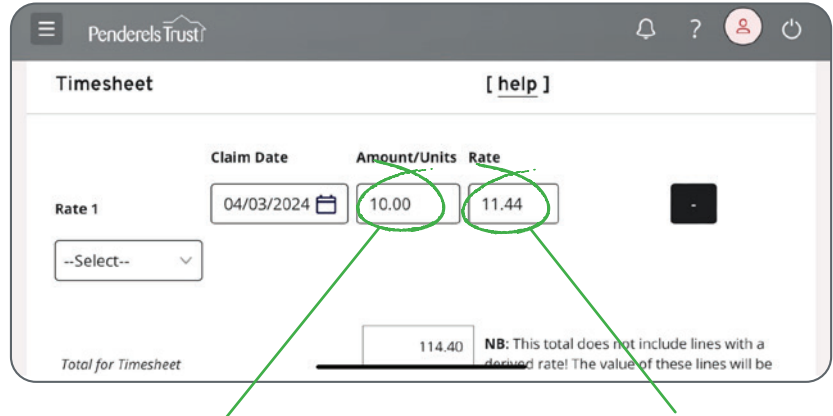 Penderels Trust
?
Timesheet [ help ]
Claim Date Amount/Units Rate
Rate 1 04/03/2024 10.00 11.44 -
--Select--
114.40 NB: This total does not include lines with a
Total for Timesheet derived rate! The value of these lines will be